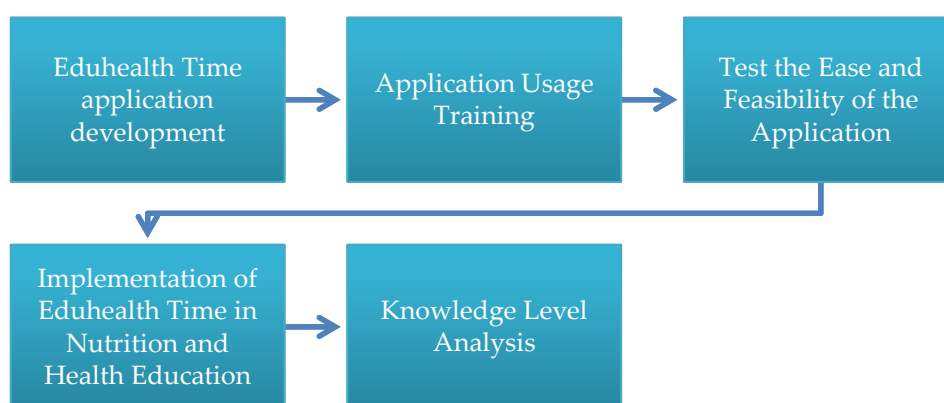 Eduhealth Time
application
development
Application Usage
Training
Test the Ease and
Feasibility of the
Application
Implementation of
Eduhealth Time in
Nutrition and
Health Education
Knowledge Level
Analysis